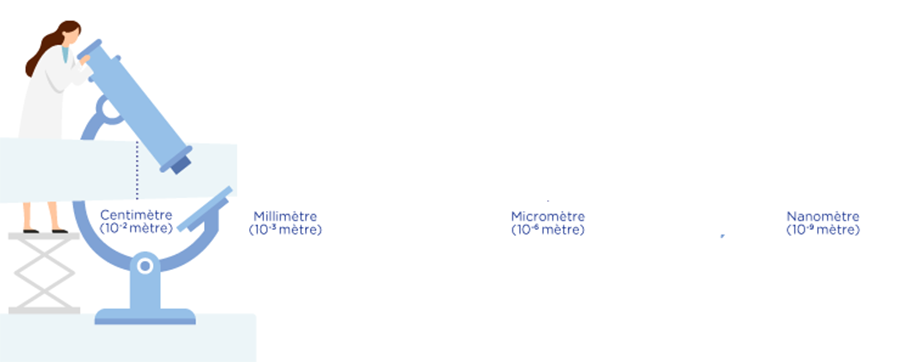 Centimètre
(10⁻² mètre)
Millimètre
(10⁻³ mètre)
Micromètre
(10⁻⁶ mètre)
Nanomètre
(10⁻⁹ mètre)